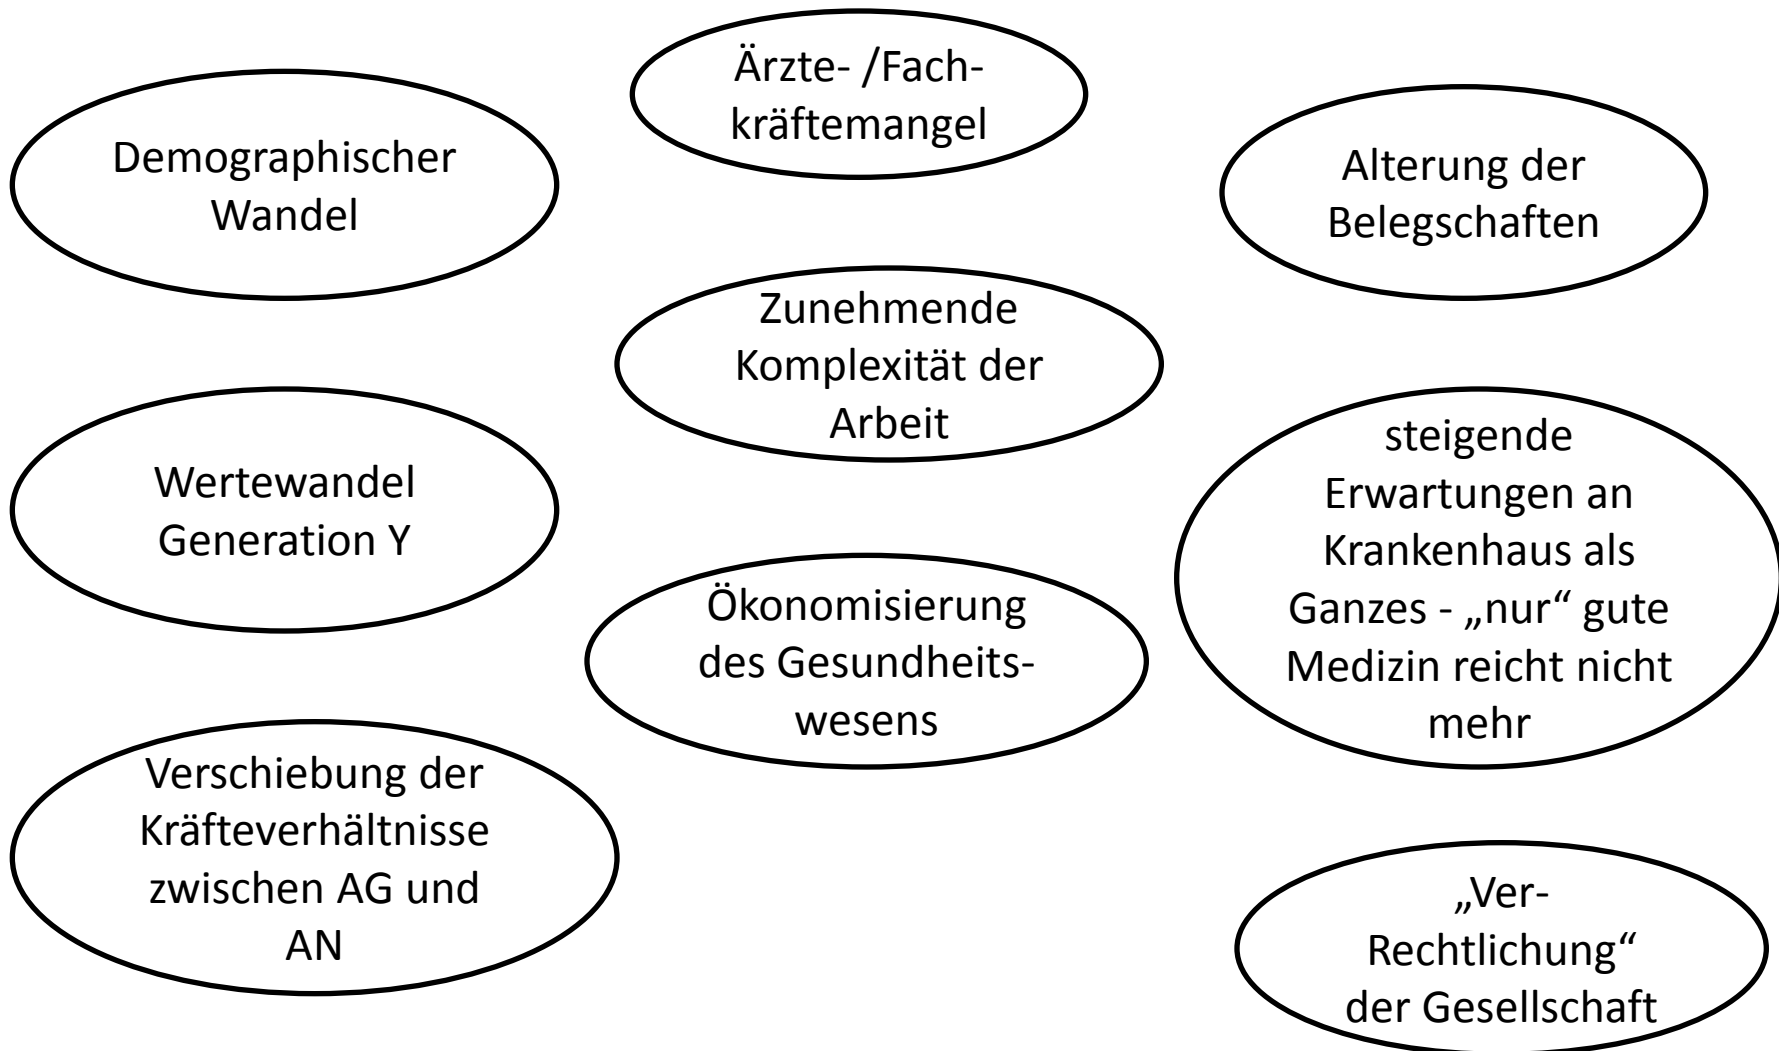 Demographischer
Wandel
Ärzte- /Fach-
kräftemangel
Alterung der
Belegschaften
Zunehmende
Komplexität der
Arbeit
Wertewandel
Generation Y
steigende
Erwartungen an
Krankenhaus als
Ganzes - „nur“ gute
Medizin reicht nicht
mehr
Ökonomisierung
des Gesundheits-
wesens
Verschiebung der
Kräfteverhältnisse
zwischen AG und
AN
„Ver-
Rechtlichung“
der Gesellschaft